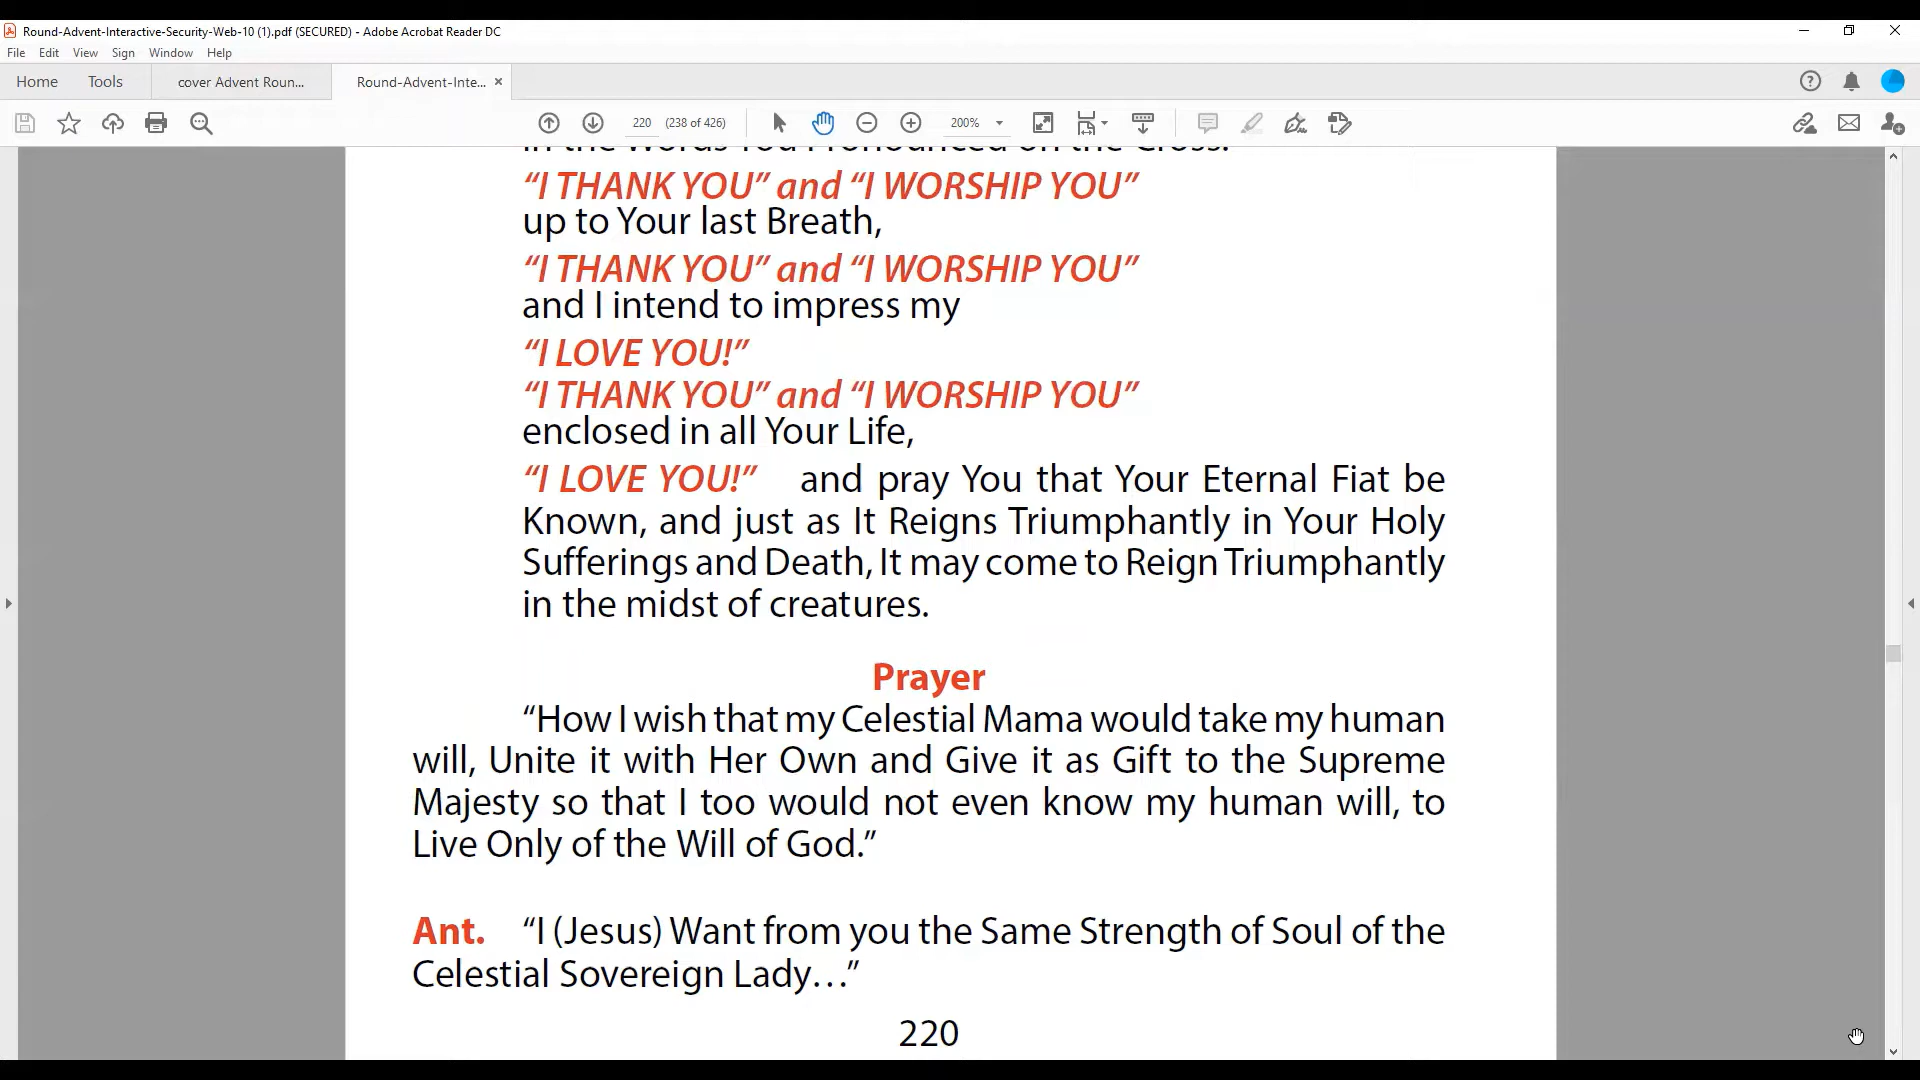 Round-Advent-Interactive-Security-Web-10 (1).pdf (SECURED) - Adobe Acrobat Reader DC
File Edit View Sign Window Help
Home Tools cover Advent Roun... Round-Advent-Inte... ×
220 (238 of 426) 200%
in the Words You Pronounced on the Cross.
“I THANK YOU” and “I WORSHIP YOU”
up to Your last Breath,
“I THANK YOU” and “I WORSHIP YOU”
and I intend to impress my
“I LOVE YOU!”
“I THANK YOU” and “I WORSHIP YOU”
enclosed in all Your Life,
“I LOVE YOU!” and pray You that Your Eternal Fiat be
Known, and just as It Reigns Triumphantly in Your Holy
Sufferings and Death, It may come to Reign Triumphantly
in the midst of creatures.
Prayer
“How I wish that my Celestial Mama would take my human
will, Unite it with Her Own and Give it as Gift to the Supreme
Majesty so that I too would not even know my human will, to
Live Only of the Will of God.”
Ant. “I (Jesus) Want from you the Same Strength of Soul of the
Celestial Sovereign Lady…”
220